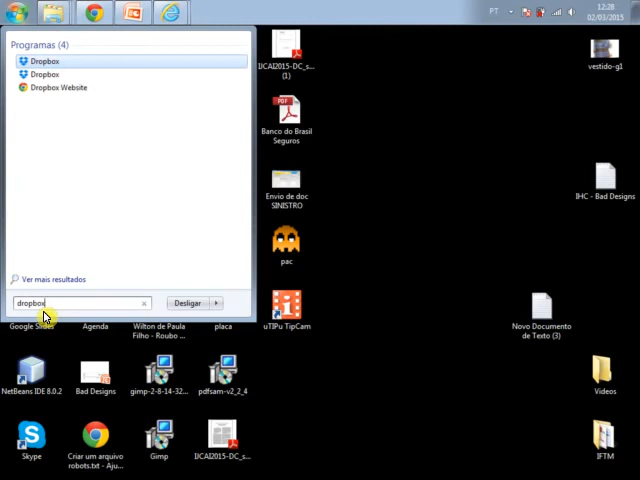 PT
12:28
02/03/2015
Programas (4)
Dropbox
Dropbox
Dropbox Website
Ver mais resultados
dropbox
Desligar
IJCAI2015-DC_s...
(1)
vestido-g1
PDF
Banco do Brasil
Seguros
Envio de doc
SINISTRO
IHC - Bad Designs
pac
uTIPu TipCam
Novo Documento
de Texto (3)
Google Slides
Agenda
Wilton de Paula
Filho - Roubo ...
placa
NetBeans IDE 8.0.2
Bad Designs
gimp-2-8-14-32...
pdfsam-v2_2_4
Videos
Skype
Criar um arquivo
robots.txt - Aju...
Gimp
IJCAI2015-DC_s...
IFTM